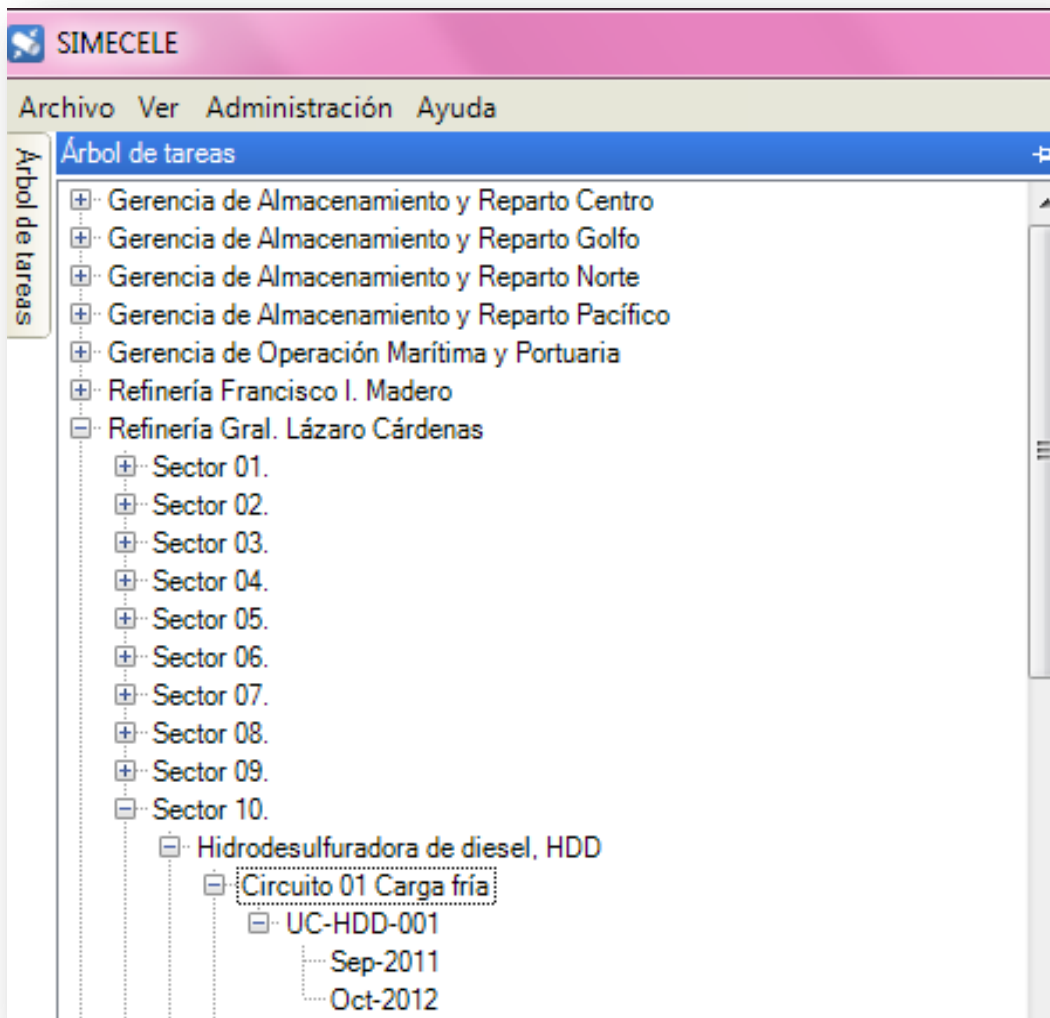 SIMECELE
Archivo Ver Administración Ayuda
Árbol de tareas
Árbol de tareas
Gerencia de Almacenamiento y Reparto Centro
Gerencia de Almacenamiento y Reparto Golfo
Gerencia de Almacenamiento y Reparto Norte
Gerencia de Almacenamiento y Reparto Pacífico
Gerencia de Operación Marítima y Portuaria
Refinería Francisco I. Madero
Refinería Gral. Lázaro Cárdenas
Sector 01.
Sector 02.
Sector 03.
Sector 04.
Sector 05.
Sector 06.
Sector 07.
Sector 08.
Sector 09.
Sector 10.
Hidrodesulfuradora de diesel, HDD
Circuito 01 Carga fría
UC-HDD-001
Sep-2011
Oct-2012